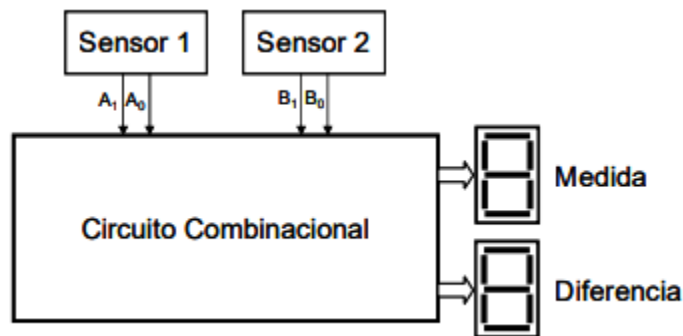 Sensor 1 Sensor 2
A₁ A₀ B₁ B₀
Medida
Circuito Combinacional
Diferencia